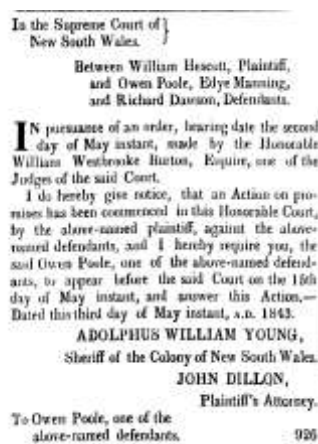 In the Supreme Court of }
New South Wales. }
Between William Hescott, Plaintiff,
and Owen Poole, Edye Manning,
and Richard Dawson, Defendants.
IN pursuance of an order, bearing date the second
day of May instant, made by the Honorable
William Westbrooke Burton, Esquire, one of the
Judges of the said Court.
I do hereby give notice, that an Action on pro-
mises has been commenced in this Honorable Court,
by the above-named plaintiff, against the above-
named defendants, and I hereby require you, the
said Owen Poole, one of the above-named defend-
ants, to appear before the said Court on the 15th
day of May instant, and answer this Action.—
Dated this third day of May instant, A.D. 1843.
ADOLPHUS WILLIAM YOUNG,
Sheriff of the Colony of New South Wales.
JOHN DILLON,
Plaintiff's Attorney.
To Owen Poole, one of the
above-named defendants. 926